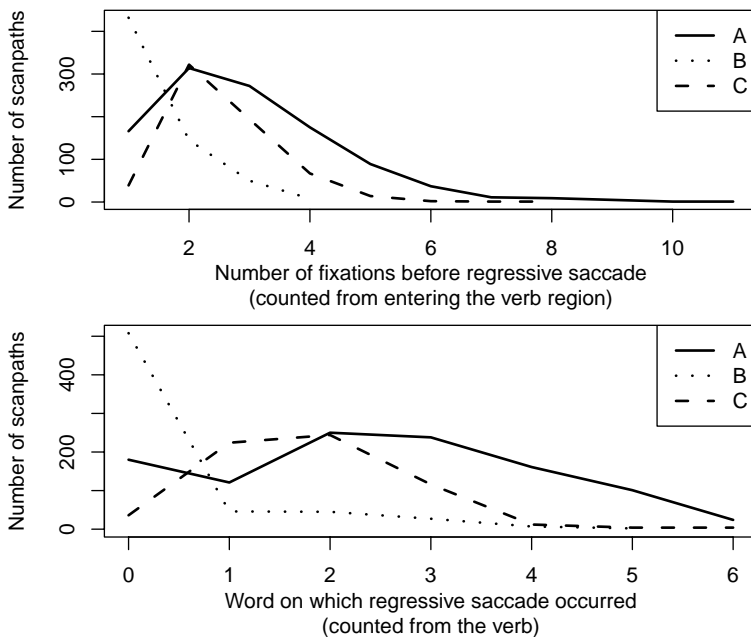 Number of scanpaths
300
100
0
A
B
C
2
4
6
8
10
Number of fixations before regressive saccade
(counted from entering the verb region)
Number of scanpaths
400
200
0
A
B
C
0
1
2
3
4
5
6
Word on which regressive saccade occurred
(counted from the verb)